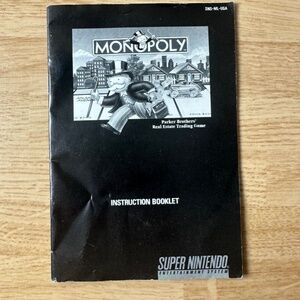 SNS-ML-USA
MONOPOLY
Parker Brothers'
Real Estate Trading Game
INSTRUCTION BOOKLET
SUPER NINTENDO
ENTERTAINMENT SYSTEM